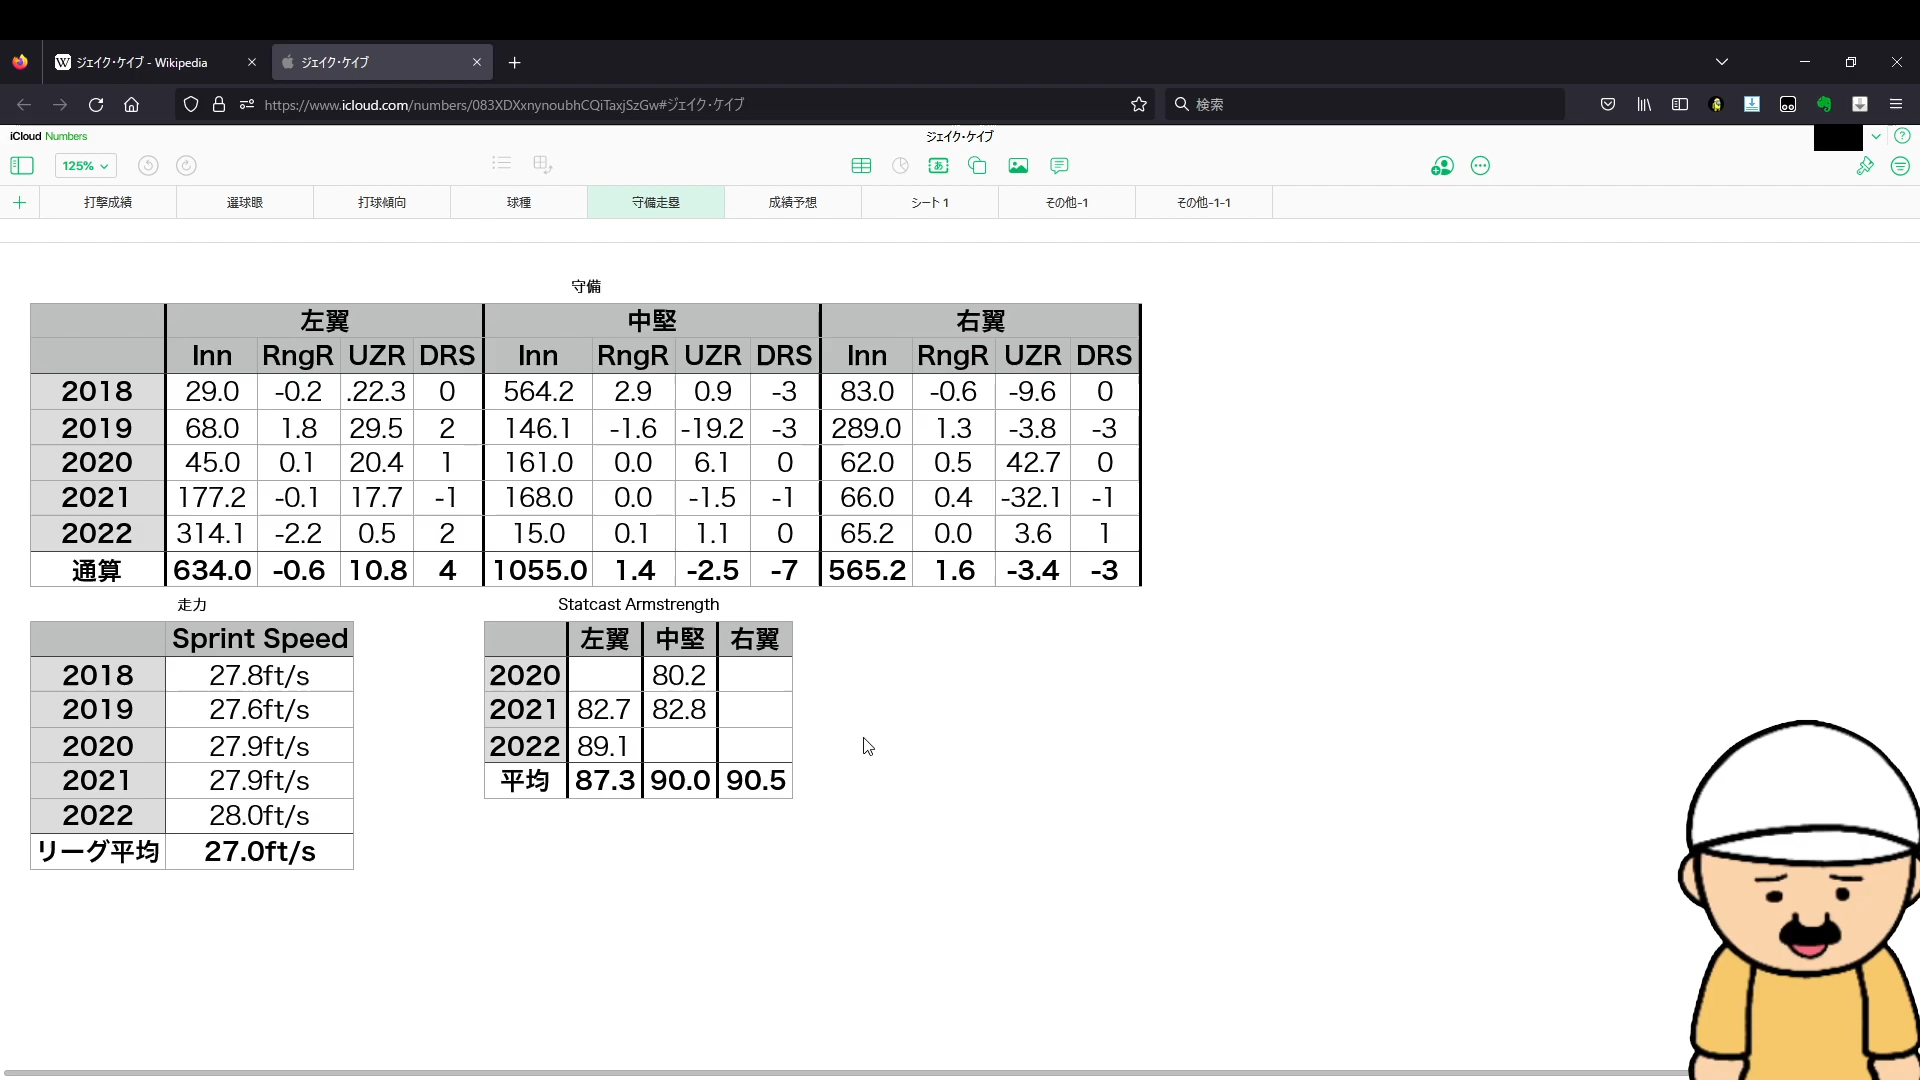 ジェイク・ケイブ - Wikipedia
ジェイク・ケイブ
https://www.icloud.com/numbers/083XDXxnynoubhCQiTaxjSzGw#ジェイク・ケイブ
検索
iCloud Numbers
ジェイク・ケイブ
125%
打撃成績 選球眼 打球傾向 球種 守備走塁 成績予想 シート1 その他-1 その他-1-1
守備
左翼 中堅 右翼
Inn RngR UZR DRS Inn RngR UZR DRS Inn RngR UZR DRS
2018 29.0 -0.2 .22.3 0 564.2 2.9 0.9 -3 83.0 -0.6 -9.6 0
2019 68.0 1.8 29.5 2 146.1 -1.6 -19.2 -3 289.0 1.3 -3.8 -3
2020 45.0 0.1 20.4 1 161.0 0.0 6.1 0 62.0 0.5 42.7 0
2021 177.2 -0.1 17.7 -1 168.0 0.0 -1.5 -1 66.0 0.4 -32.1 -1
2022 314.1 -2.2 0.5 2 15.0 0.1 1.1 0 65.2 0.0 3.6 1
通算 634.0 -0.6 10.8 4 1055.0 1.4 -2.5 -7 565.2 1.6 -3.4 -3
走力
Sprint Speed
2018 27.8ft/s
2019 27.6ft/s
2020 27.9ft/s
2021 27.9ft/s
2022 28.0ft/s
リーグ平均 27.0ft/s
Statcast Armstrength
左翼 中堅 右翼
2020 80.2
2021 82.7 82.8
2022 89.1
平均 87.3 90.0 90.5